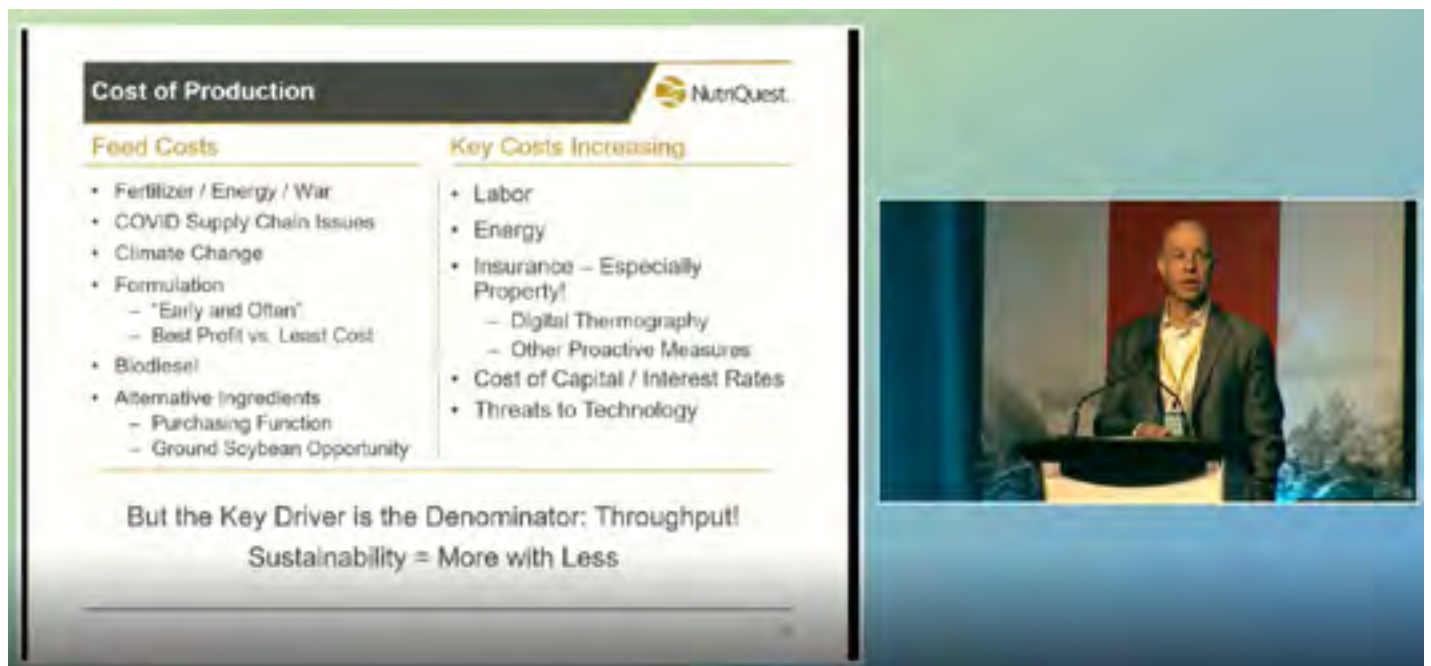 Cost of Production
NutriQuest.
Feed Costs
• Fertilizer / Energy / War
• COVID Supply Chain Issues
• Climate Change
• Formulation
– "Early and Often"
– Best Profit vs. Least Cost
• Biodiesel
• Alternative Ingredients
– Purchasing Function
– Ground Soybean Opportunity
Key Costs Increasing
• Labor
• Energy
• Insurance – Especially
Property!
– Digital Thermography
– Other Proactive Measures
• Cost of Capital / Interest Rates
• Threats to Technology
But the Key Driver is the Denominator: Throughput!
Sustainability = More with Less